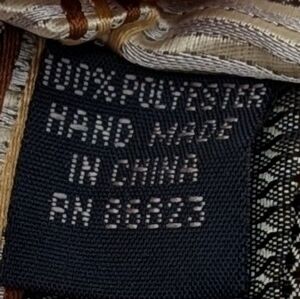 100% POLYESTER
HAND MADE
IN CHINA
RN 66623